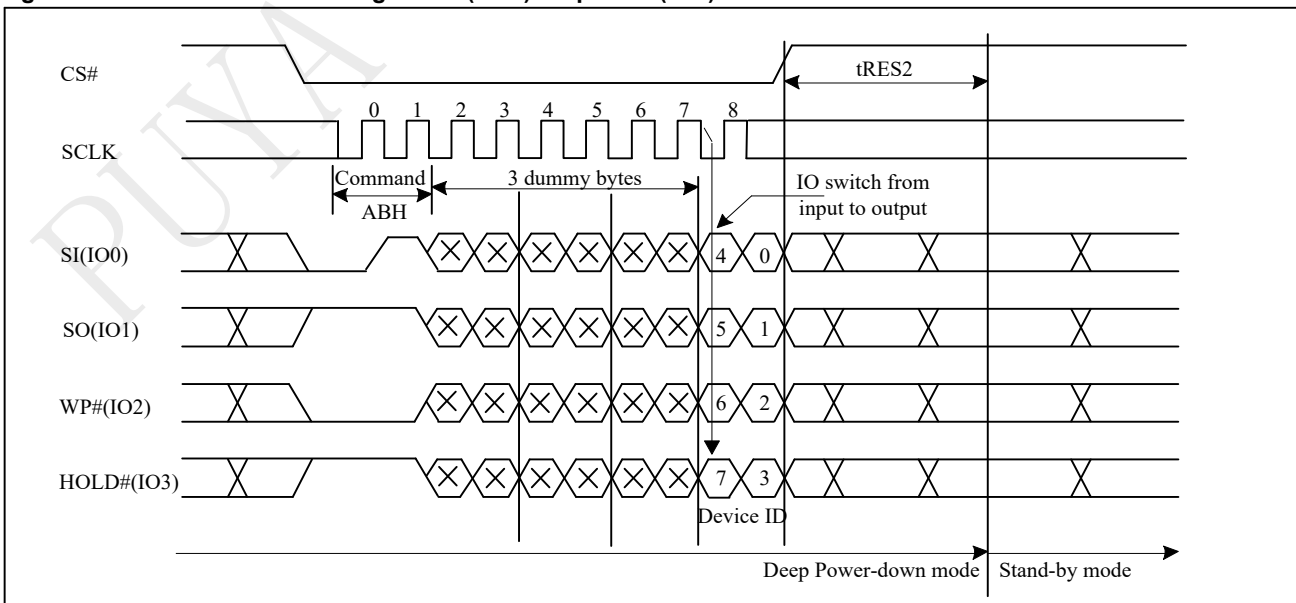 PUYA
CS#
tRES2
0 1 2 3 4 5 6 7 8
SCLK
Command
3 dummy bytes
ABH
IO switch from
input to output
SI(IO0)
4 0
SO(IO1)
5 1
WP#(IO2)
6 2
HOLD#(IO3)
7 3
Device ID
Deep Power-down mode
Stand-by mode